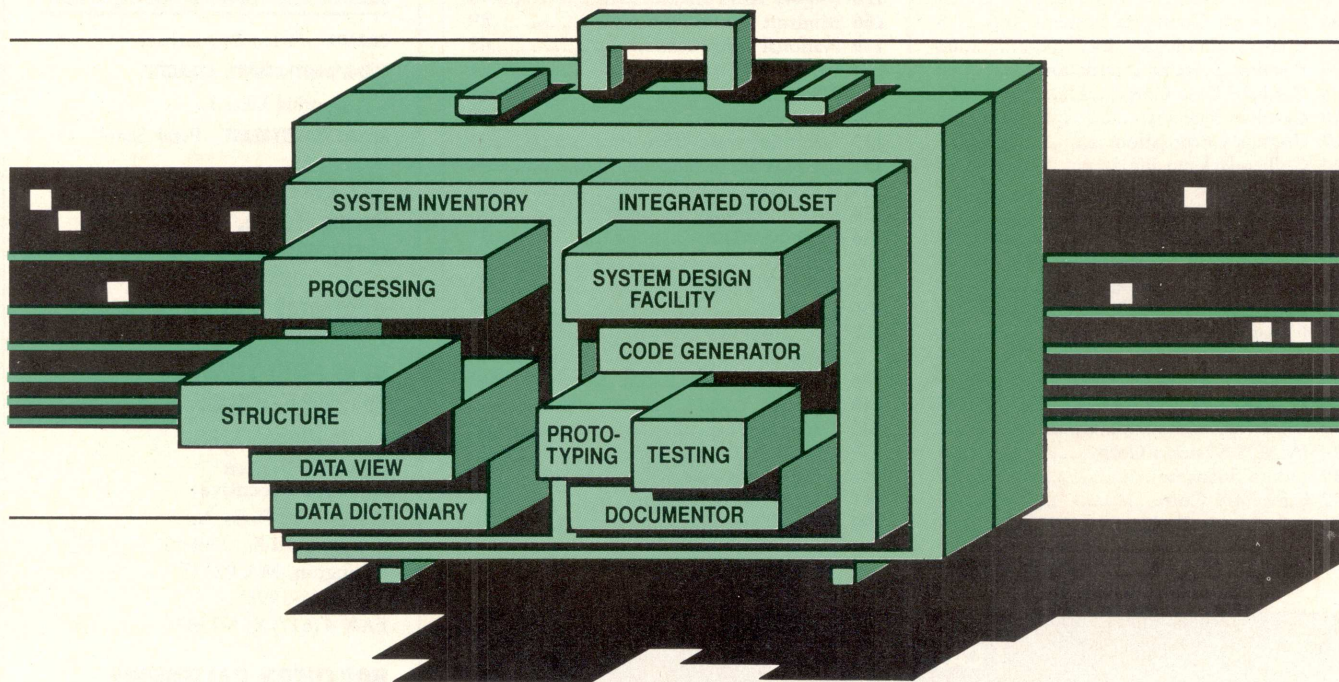 SYSTEM INVENTORY
INTEGRATED TOOLSET
PROCESSING
STRUCTURE
DATA VIEW
DATA DICTIONARY
SYSTEM DESIGN
FACILITY
CODE GENERATOR
PROTO-
TYPING
TESTING
DOCUMENTOR